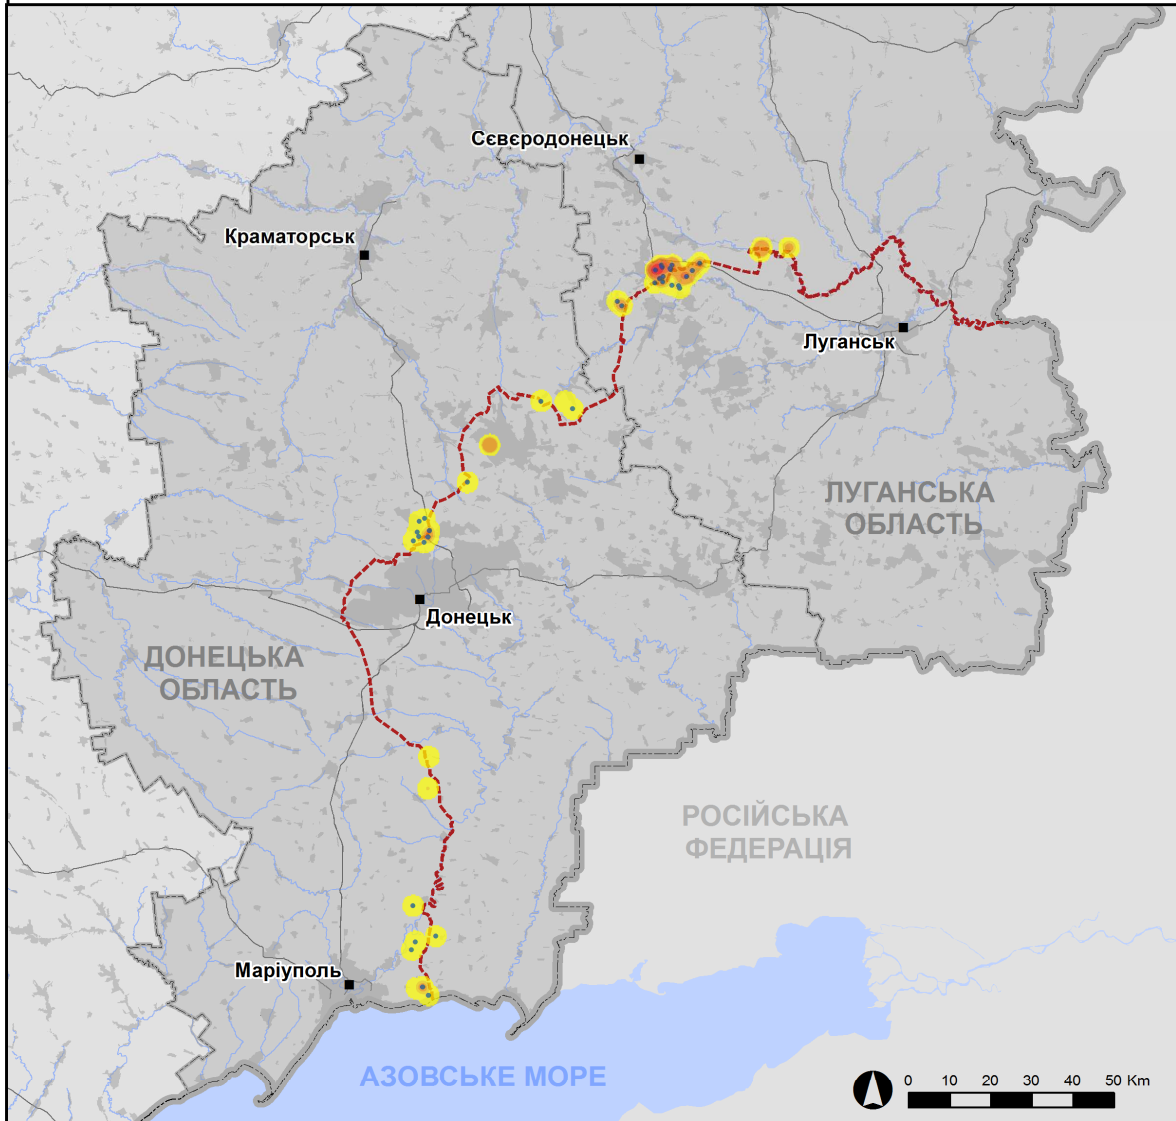 Сєвєродонецьк
Краматорськ
Луганськ
ЛУГАНСЬКА
ОБЛАСТЬ
Донецьк
ДОНЕЦЬКА
ОБЛАСТЬ
РОСІЙСЬКА
ФЕДЕРАЦІЯ
Маріуполь
АЗОВСЬКЕ МОРЕ
0 10 20 30 40 50 Km